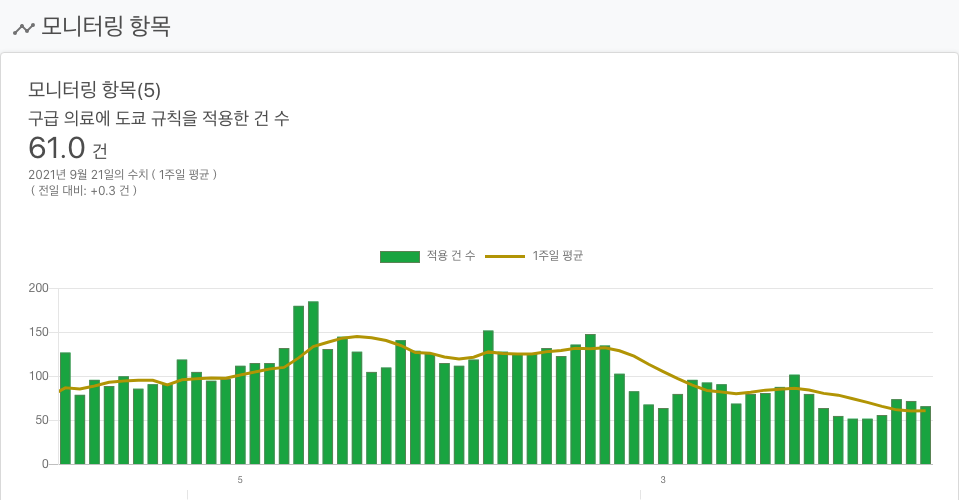 모니터링 항목
모니터링 항목(5)
구급 의료에 도쿄 규칙을 적용한 건 수
61.0 건
2021년 9월 21일의 수치 ( 1주일 평균 )
( 전일 대비: +0.3 건 )
적용 건 수 1주일 평균
200
150
100
50
0
5 3